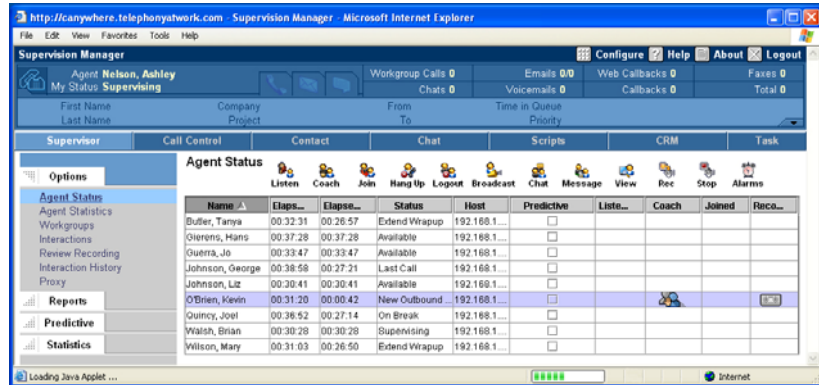 http://canywhere.telephonyatwork.com - Supervision Manager - Microsoft Internet Explorer
File Edit View Favorites Tools Help
Supervision Manager Configure Help About Logout
Agent Nelson, Ashley Workgroup Calls 0 Emails 0/0 Web Callbacks 0 Faxes 0
My Status Supervising Chats 0 Voicemails 0 Callbacks 0 Total 0
First Name Company From Time in Queue
Last Name Project To Priority
Supervisor Call Control Contact Chat Scripts CRM Task
Options
Agent Status
Agent Statistics
Workgroups
Interactions
Review Recording
Interaction History
Proxy
Reports
Predictive
Statistics
Agent Status
Listen Coach Join Hang Up Logout Broadcast Chat Message View Rec Stop Alarms
Name Elaps... Elapse... Status Host Predictive Liste... Coach Joined Reco...
Butler, Tanya 00:32:31 00:26:57 Extend Wrapup 192.168.1....
Gierens, Hans 00:37:28 00:37:28 Available 192.168.1....
Guerra, Jo 00:33:47 00:33:47 Available 192.168.1....
Johnson, George 00:38:58 00:27:21 Last Call 192.168.1....
Johnson, Liz 00:30:41 00:30:41 Available 192.168.1....
O'Brien, Kevin 00:31:20 00:00:42 New Outbound ... 192.168.1....
Quincy, Joel 00:36:52 00:27:14 On Break 192.168.1....
Walsh, Brian 00:30:28 00:30:28 Supervising 192.168.1....
Wilson, Mary 00:31:03 00:26:50 Extend Wrapup 192.168.1....
Loading Java Applet ... Internet